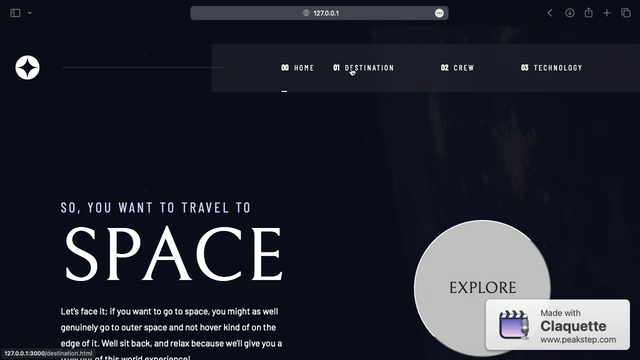 127.0.0.1
00 HOME 01 DESTINATION 02 CREW 03 TECHNOLOGY
SO, YOU WANT TO TRAVEL TO
SPACE
EXPLORE
Let's face it; if you want to go to space, you might as well
genuinely go to outer space and not hover kind of on the
edge of it. Well sit back, and relax because we'll give you a
out of this world experience!
Made with
Claquette
www.peakstep.com
127.0.0.1:3000/destination.html